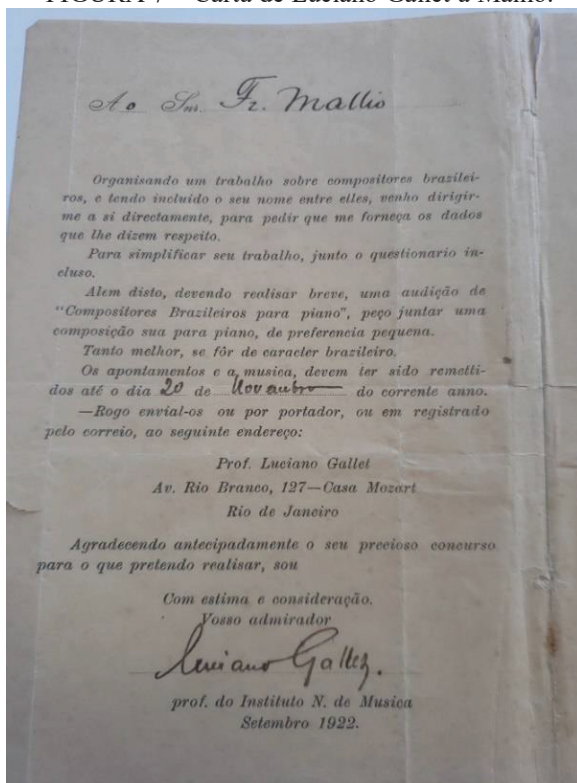 FIGURA 7 – Carta de Luciano Gallet a Mallio.
Ao Snr. Fr. Mallio
Organisando um trabalho sobre compositores brazilei-
ros, e tendo incluido o seu nome entre elles, venho dirigir-
me a si directamente, para pedir que me forneça os dados
que lhe dizem respeito.
Para simplificar seu trabalho, junto o questionario in-
cluso.
Alem disto, devendo realisar breve, uma audição de
"Compositores Brazileiros para piano", peço juntar uma
composição sua para piano, de preferencia pequena.
Tanto melhor, se fôr de caracter brazileiro.
Os apontamentos e a musica, devem ter sido remetti-
dos até o dia 20 de Novembro do corrente anno.
—Rogo envial-os ou por portador, ou em registrado
pelo correio, ao seguinte endereço:
Prof. Luciano Gallet
Av. Rio Branco, 127—Casa Mozart
Rio de Janeiro
Agradecendo antecipadamente o seu precioso concurso
para o que pretendo realisar, sou
Com estima e consideração.
Vosso admirador
Luciano Gallet.
prof. do Instituto N. de Musica
Setembro 1922.